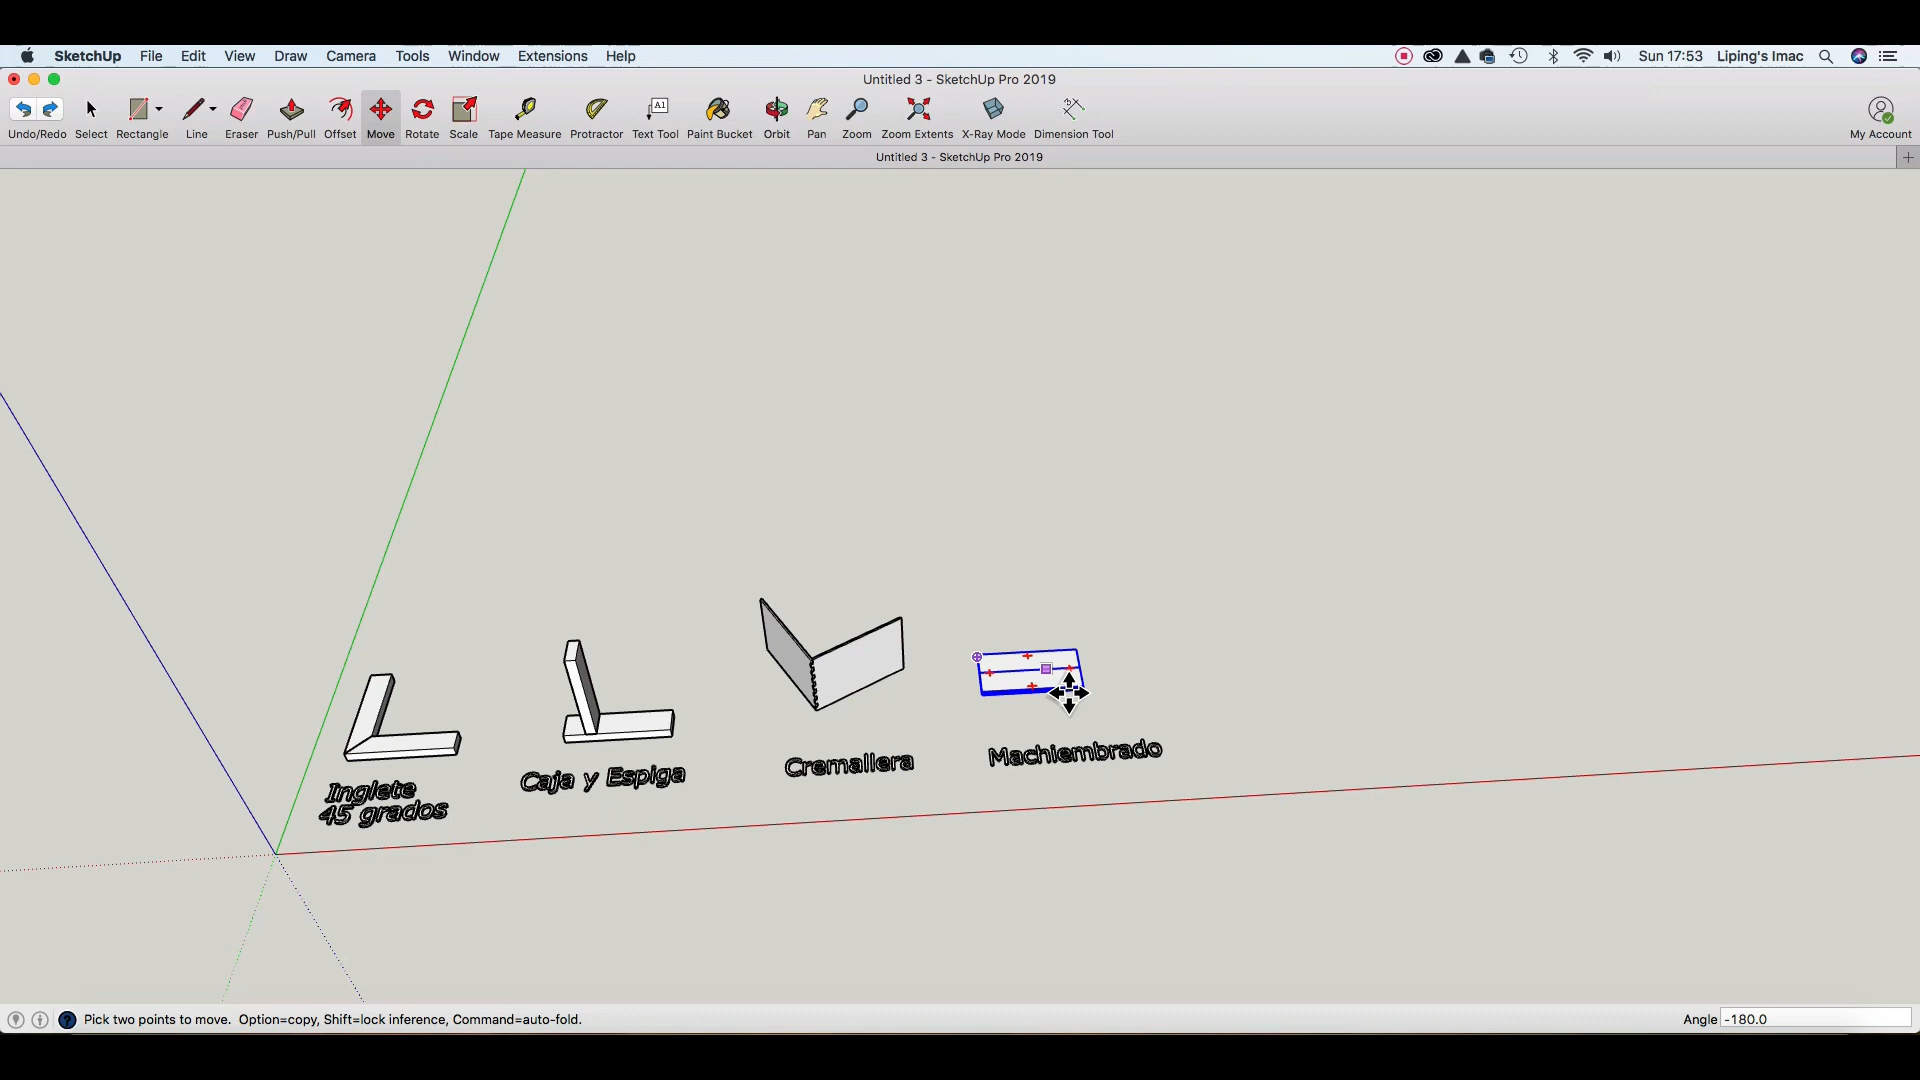 SketchUp File Edit View Draw Camera Tools Window Extensions Help Sun 17:53 Liping's Imac
Untitled 3 - SketchUp Pro 2019
Undo/Redo Select Rectangle Line Eraser Push/Pull Offset Move Rotate Scale Tape Measure Protractor Text Tool Paint Bucket Orbit Pan Zoom Zoom Extents X-Ray Mode Dimension Tool My Account
Untitled 3 - SketchUp Pro 2019
Inglete
45 grados
Caja y Espiga
Cremallera
Machiembrado
Pick two points to move. Option=copy, Shift=lock inference, Command=auto-fold. Angle -180.0